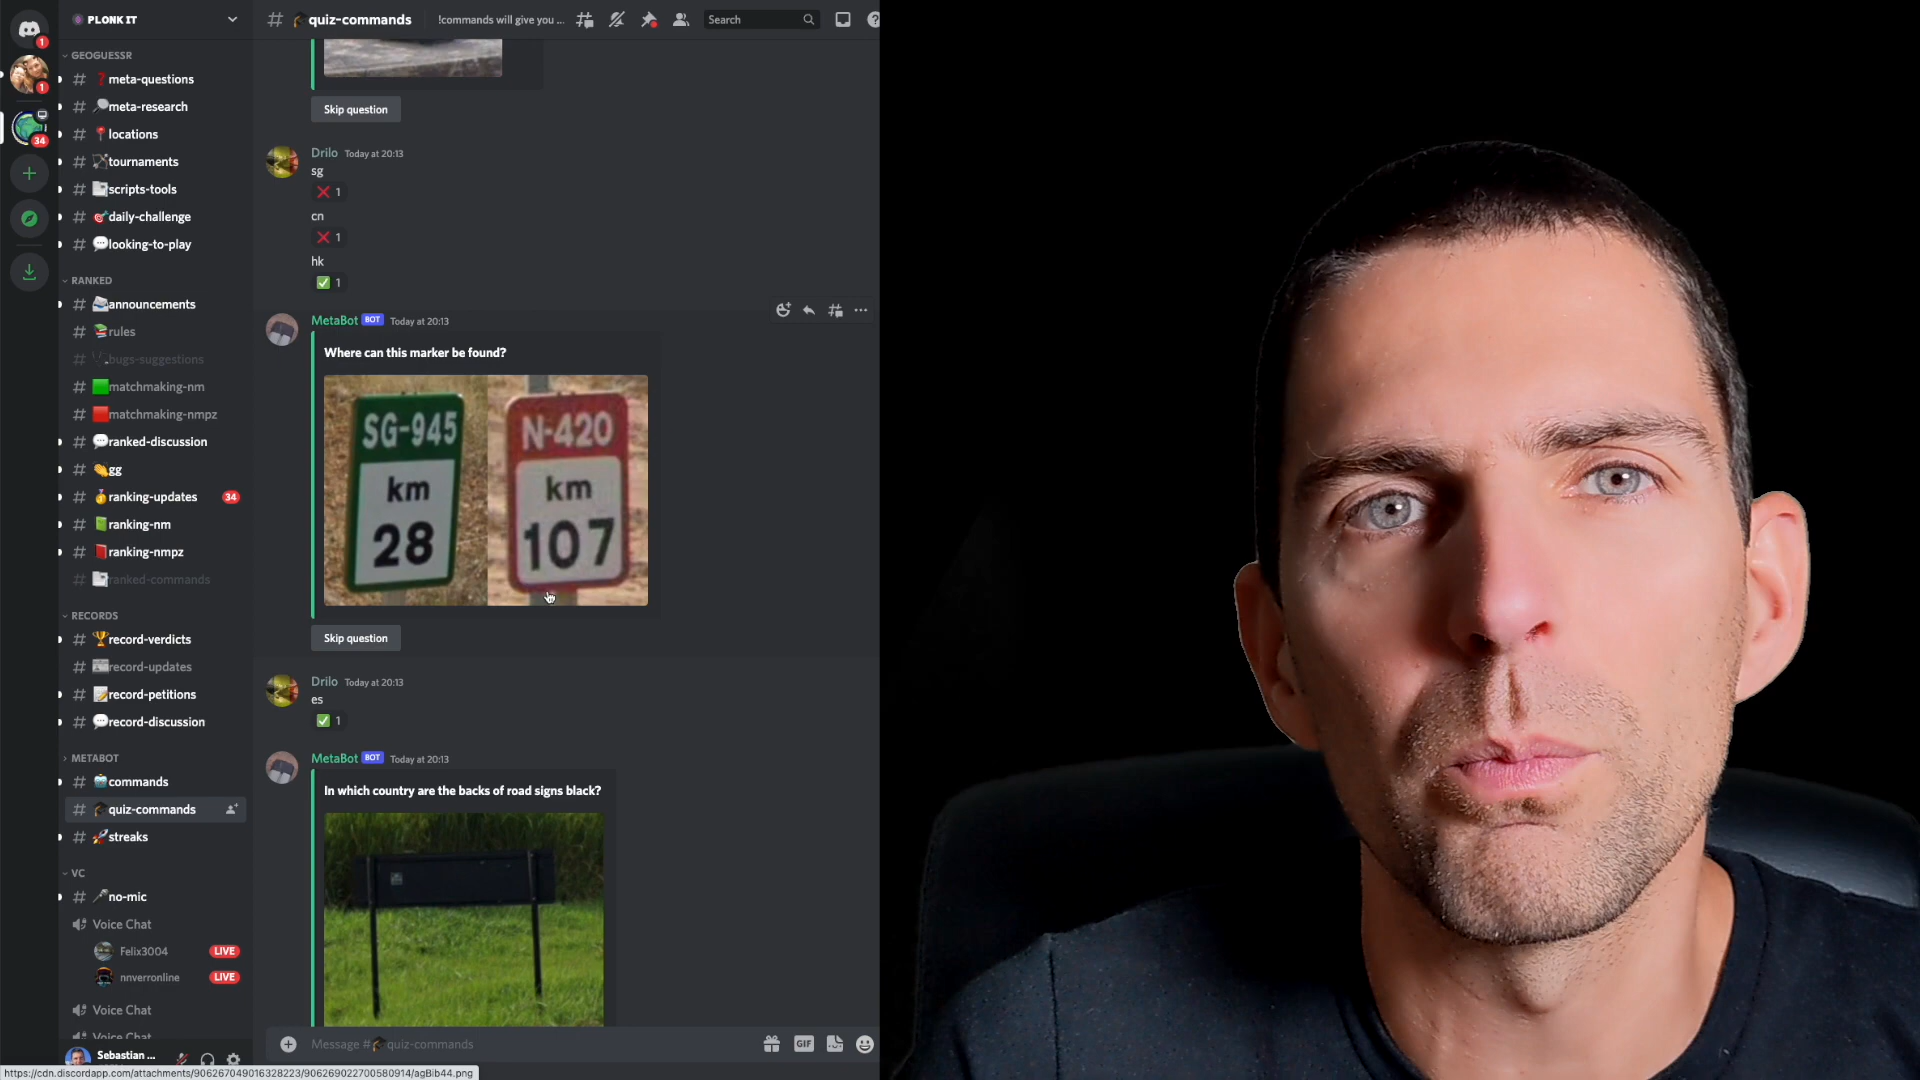 PLONK IT
GEOGUESSR
meta-questions
meta-research
locations
tournaments
scripts-tools
daily-challenge
looking-to-play
RANKED
announcements
rules
bugs-suggestions
matchmaking-nm
matchmaking-nmpz
ranked-discussion
gg
ranking-updates 34
ranking-nm
ranking-nmpz
ranked-commands
RECORDS
record-verdicts
record-updates
record-petitions
record-discussion
METABOT
commands
quiz-commands
streaks
VC
no-mic
Voice Chat
Felix3004 LIVE
nnverronline LIVE
Voice Chat
Voice Chat
Sebastian ...
1
1
34
# quiz-commands !commands will give you ... Search
Skip question
Drilo Today at 20:13
sg
1
cn
1
hk
1
MetaBot BOT Today at 20:13
Where can this marker be found?
SG-945
km
28
N-420
km
107
Skip question
Drilo Today at 20:13
es
1
MetaBot BOT Today at 20:13
In which country are the backs of road signs black?
Message # quiz-commands
GIF
https://cdn.discordapp.com/attachments/906267049016328223/906269022700580914/agBib44.png